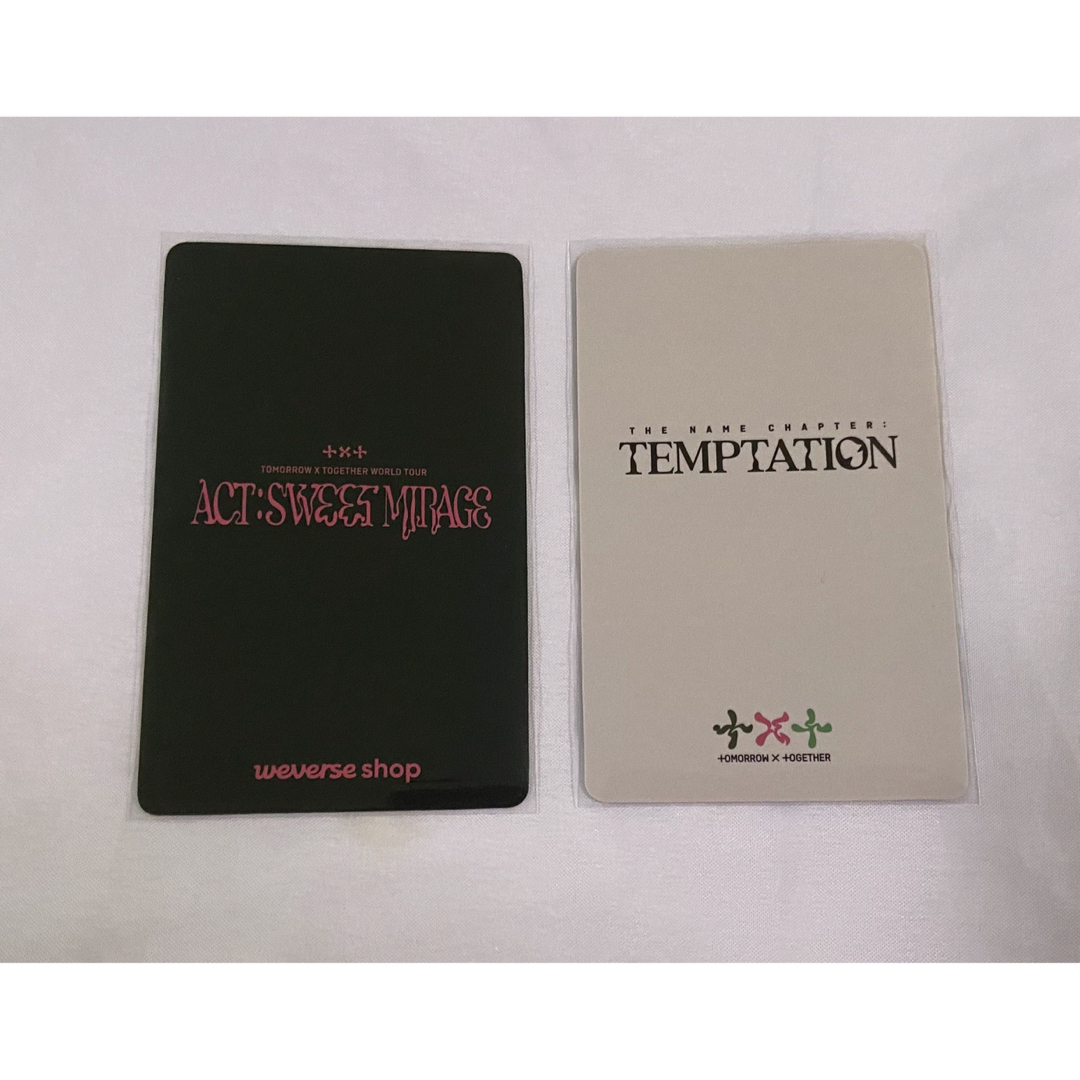 +×+
TOMORROW X TOGETHER WORLD TOUR
ACT:SWEET MIRAGE
weverse shop
THE NAME CHAPTER:
TEMPTATION
+×+
TOMORROW × TOGETHER